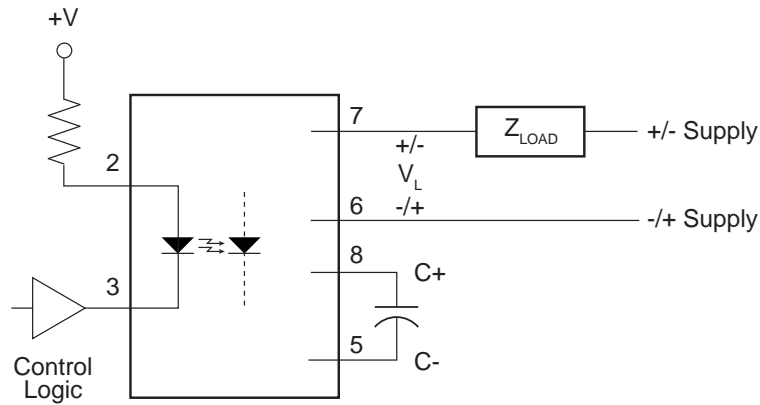 +V
7
Z LOAD
+/- Supply
+/-
V L
-/+
2
6
-/+ Supply
8
C+
3
5
C-
Control
Logic